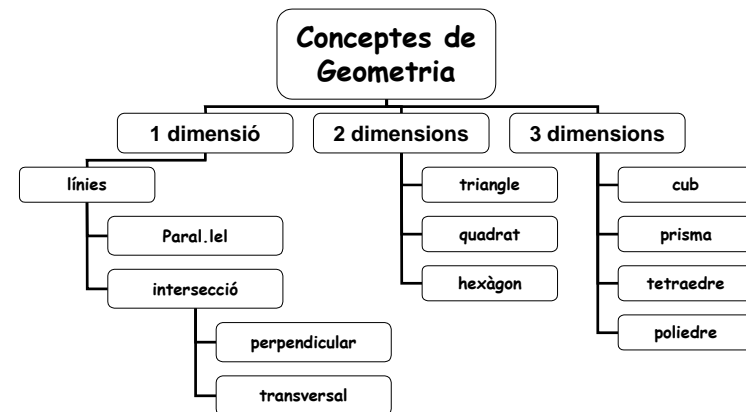 Conceptes de
Geometria
1 dimensió
2 dimensions
3 dimensions
línies
triangle
cub
Paral.lel
quadrat
prisma
intersecció
hexàgon
tetraedre
perpendicular
poliedre
transversal